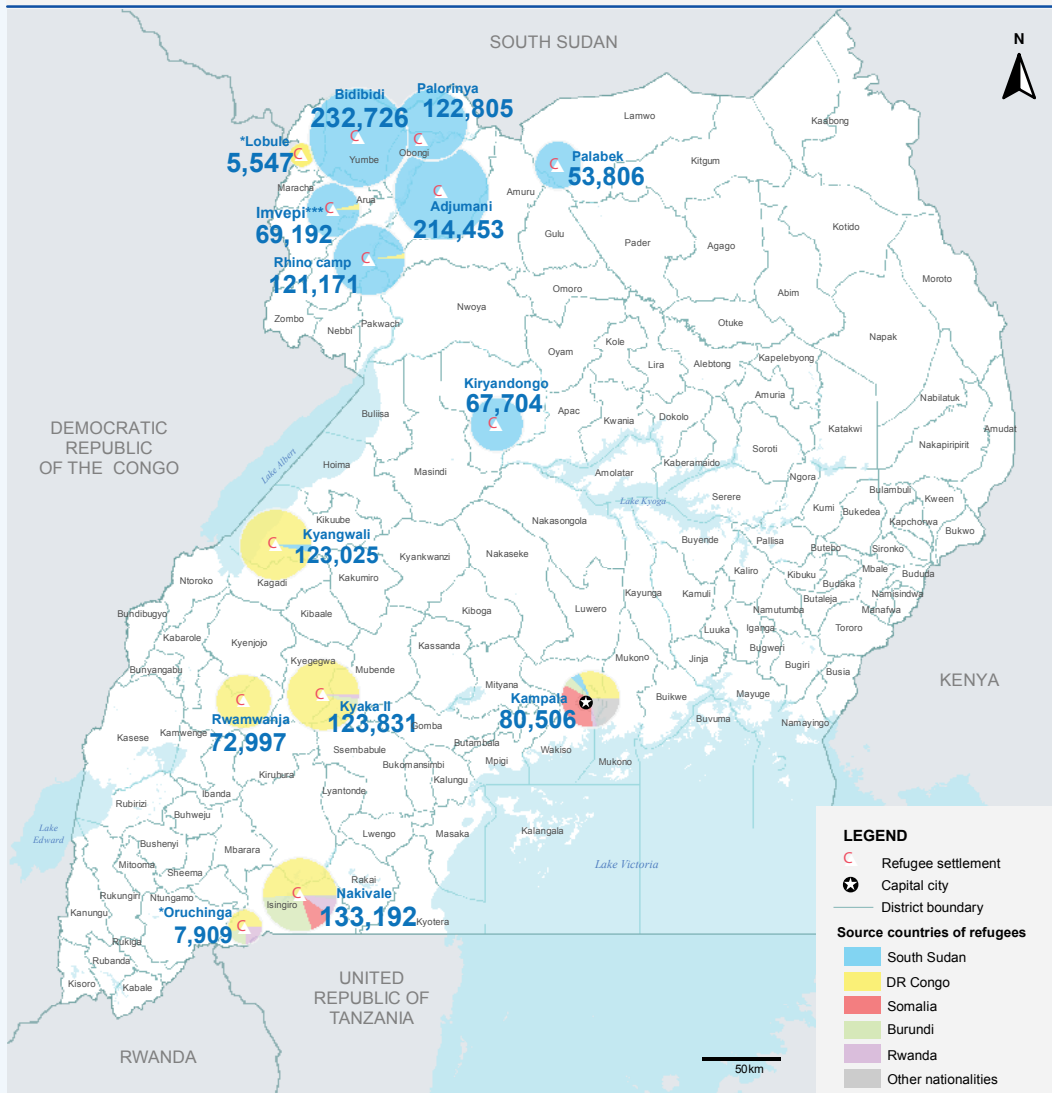 SOUTH SUDAN
N
Bidibidi
232,726
Palorinya
122,805
Lamwo
Kaabong
*Lobule
5,547
Yumbe
Obongi
Palabek
53,806
Kitgum
Maracha
Arua
Imvepi***
69,192
Adjumani
214,453
Amuru
Gulu
Pader
Agago
Kotido
Rhino camp
121,171
Moroto
Omoro
Abim
Nwoya
Zombo
Nebbi
Pakwach
Otuke
Napak
Oyam
Kole
Lira
Alebtong
Kapelebyong
Kiryandongo
67,704
Apac
Kwania
Dokolo
Amuria
Nabilatuk
Amudat
Buliisa
Katakwi
Nakapiripirit
DEMOCRATIC
REPUBLIC
OF THE CONGO
Lake Albert
Hoima
Masindi
Amolatar
Kaberamaido
Soroti
Ngora
Lake Kyoga
Serere
Kumi
Bukedea
Bulambuli
Kween
Kapchorwa
Bukwo
Kikuube
Kyangwali
123,025
Nakasongola
Nakaseke
Kyankwanzi
Buyende
Pallisa
Butebo
Sironko
Mbale
Bududa
Kagadi
Kakumiro
Kaliro
Kibuku
Budaka
Namisindwa
Butaleja
Manafwa
Ntoroko
Bundibugyo
Kibaale
Kiboga
Luwero
Kayunga
Kamuli
Namutumba
Tororo
Kabarole
Kyenjojo
Kassanda
Luuka
Iganga
Bugweri
Bugiri
Busia
Bunyangabu
Kyegegwa
Mubende
Mukono
Jinja
Mityana
Kampala
80,506
Buikwe
Mayuge
Buvuma
Namayingo
KENYA
Rwamwanja
72,997
Kyaka II
123,831
Gomba
Kasese
Kamwenge
Ssembabule
Butambala
Wakiso
Mpigi
Mukono
Bukomansimbi
Kalungu
Kiruhura
Ibanda
Lyantonde
Rubirizi
Buhweju
Lake
Edward
Lwengo
Masaka
Kalangala
Bushenyi
Mbarara
Mitooma
Sheema
Lake Victoria
Rakai
Rukungiri
Ntungamo
Nakivale
133,192
Isingiro
Kanungu
*Oruchinga
7,909
Kyotera
Rukiga
Rubanda
Kisoro
Kabale
UNITED
REPUBLIC OF
TANZANIA
RWANDA
50km
LEGEND
Refugee settlement
Capital city
District boundary
Source countries of refugees
South Sudan
DR Congo
Somalia
Burundi
Rwanda
Other nationalities